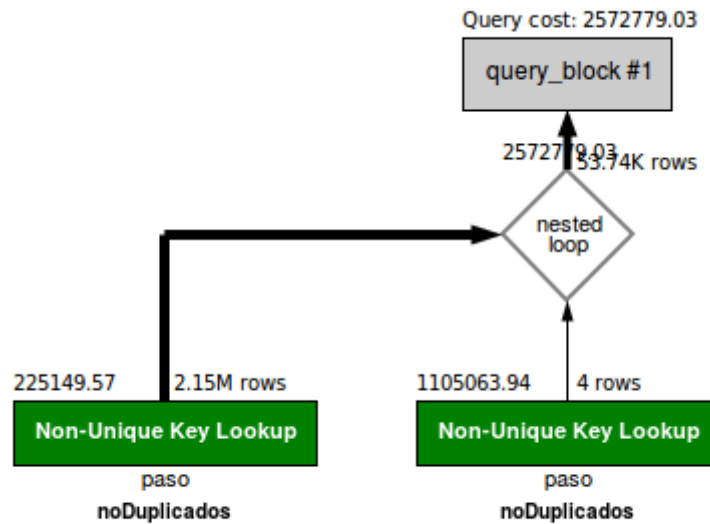 Query cost: 2572779.03
query_block #1
2572779.03
53.74K rows
nested
loop
225149.57
2.15M rows
1105063.94
4 rows
Non-Unique Key Lookup
Non-Unique Key Lookup
paso
paso
noDuplicados
noDuplicados